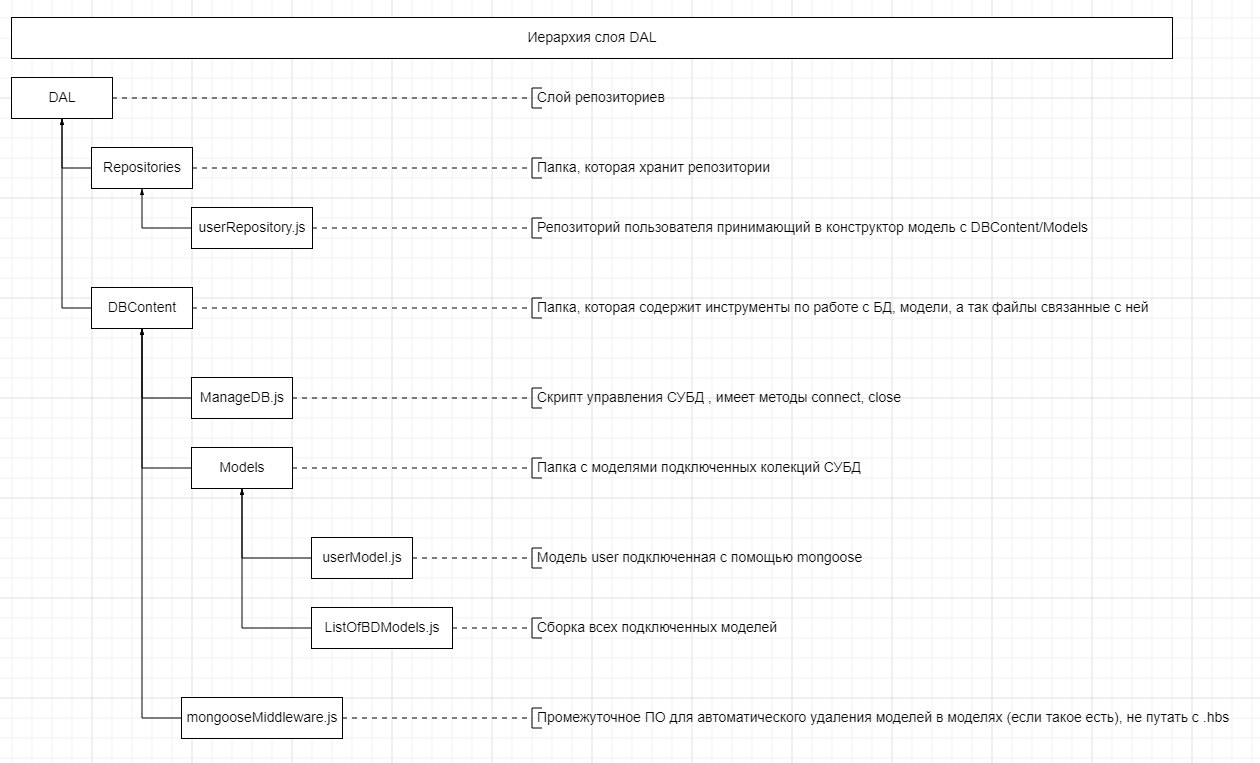 Иерархия слоя DAL
DAL
Слой репозиториев
Repositories
Папка, которая хранит репозитории
userRepository.js
Репозиторий пользователя принимающий в конструктор модель с DBContent/Models
DBContent
Папка, которая содержит инструменты по работе с БД, модели, а так файлы связанные с ней
ManageDB.js
Скрипт управления СУБД , имеет методы connect, close
Models
Папка с моделями подключенных колекций СУБД
userModel.js
Модель user подключенная с помощью mongoose
ListOfBDModels.js
Сборка всех подключенных моделей
mongooseMiddleware.js
Промежуточное ПО для автоматического удаления моделей в моделях (если такое есть), не путать с .hbs